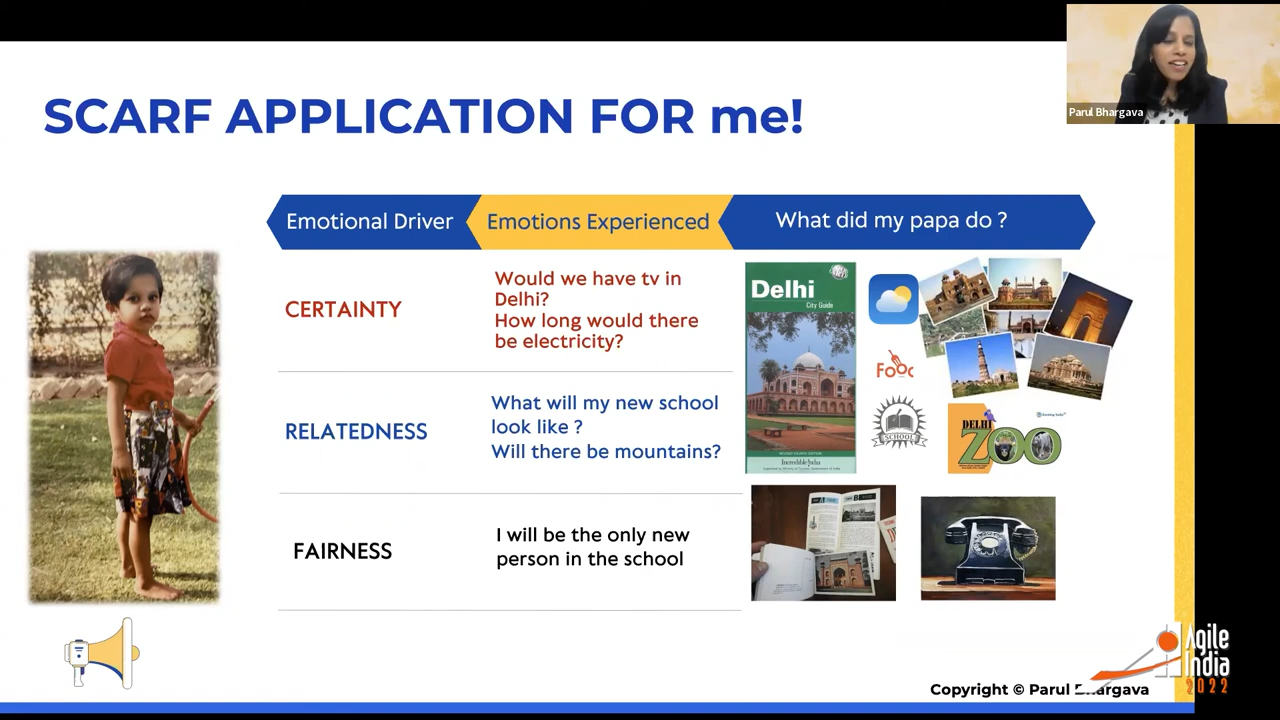 Parul Bhargava
SCARF APPLICATION FOR me!
Emotional Driver
Emotions Experienced
What did my papa do ?
CERTAINTY
Would we have tv in
Delhi?
How long would there
be electricity?
RELATEDNESS
What will my new school
look like ?
Will there be mountains?
FAIRNESS
I will be the only new
person in the school
Delhi
City Guide
Incredible India
Fooc
SCHOOL
DELHI
ZOO
A
B
Agile
India
2022
Copyright © Parul Bhargava